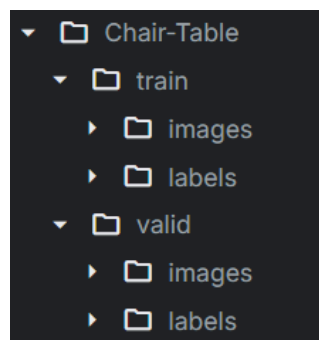 Chair-Table
train
images
labels
valid
images
labels